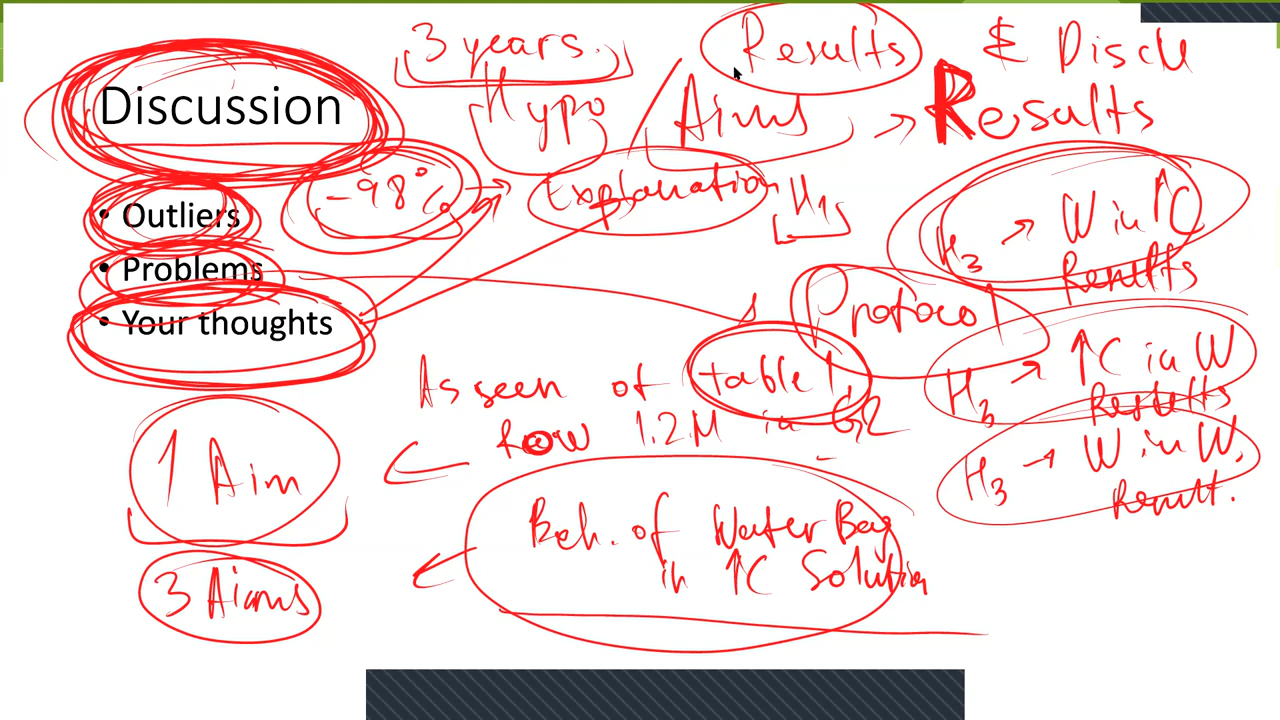 3 years.
Results
& Discu
Discussion
Hypo
Aims
→ Results
-98%
→ Explanation
H1s
• Outliers
H3 → W in ↑C
Results
• Problems
Protocol
• Your thoughts
H3 → ↑C in W
Results
As seen of table 1
Row 1.2.M in G2
H3 → W in W.
Result.
1 Aim
Beh. of Water Bag
in ↑C Solution
3 Aims